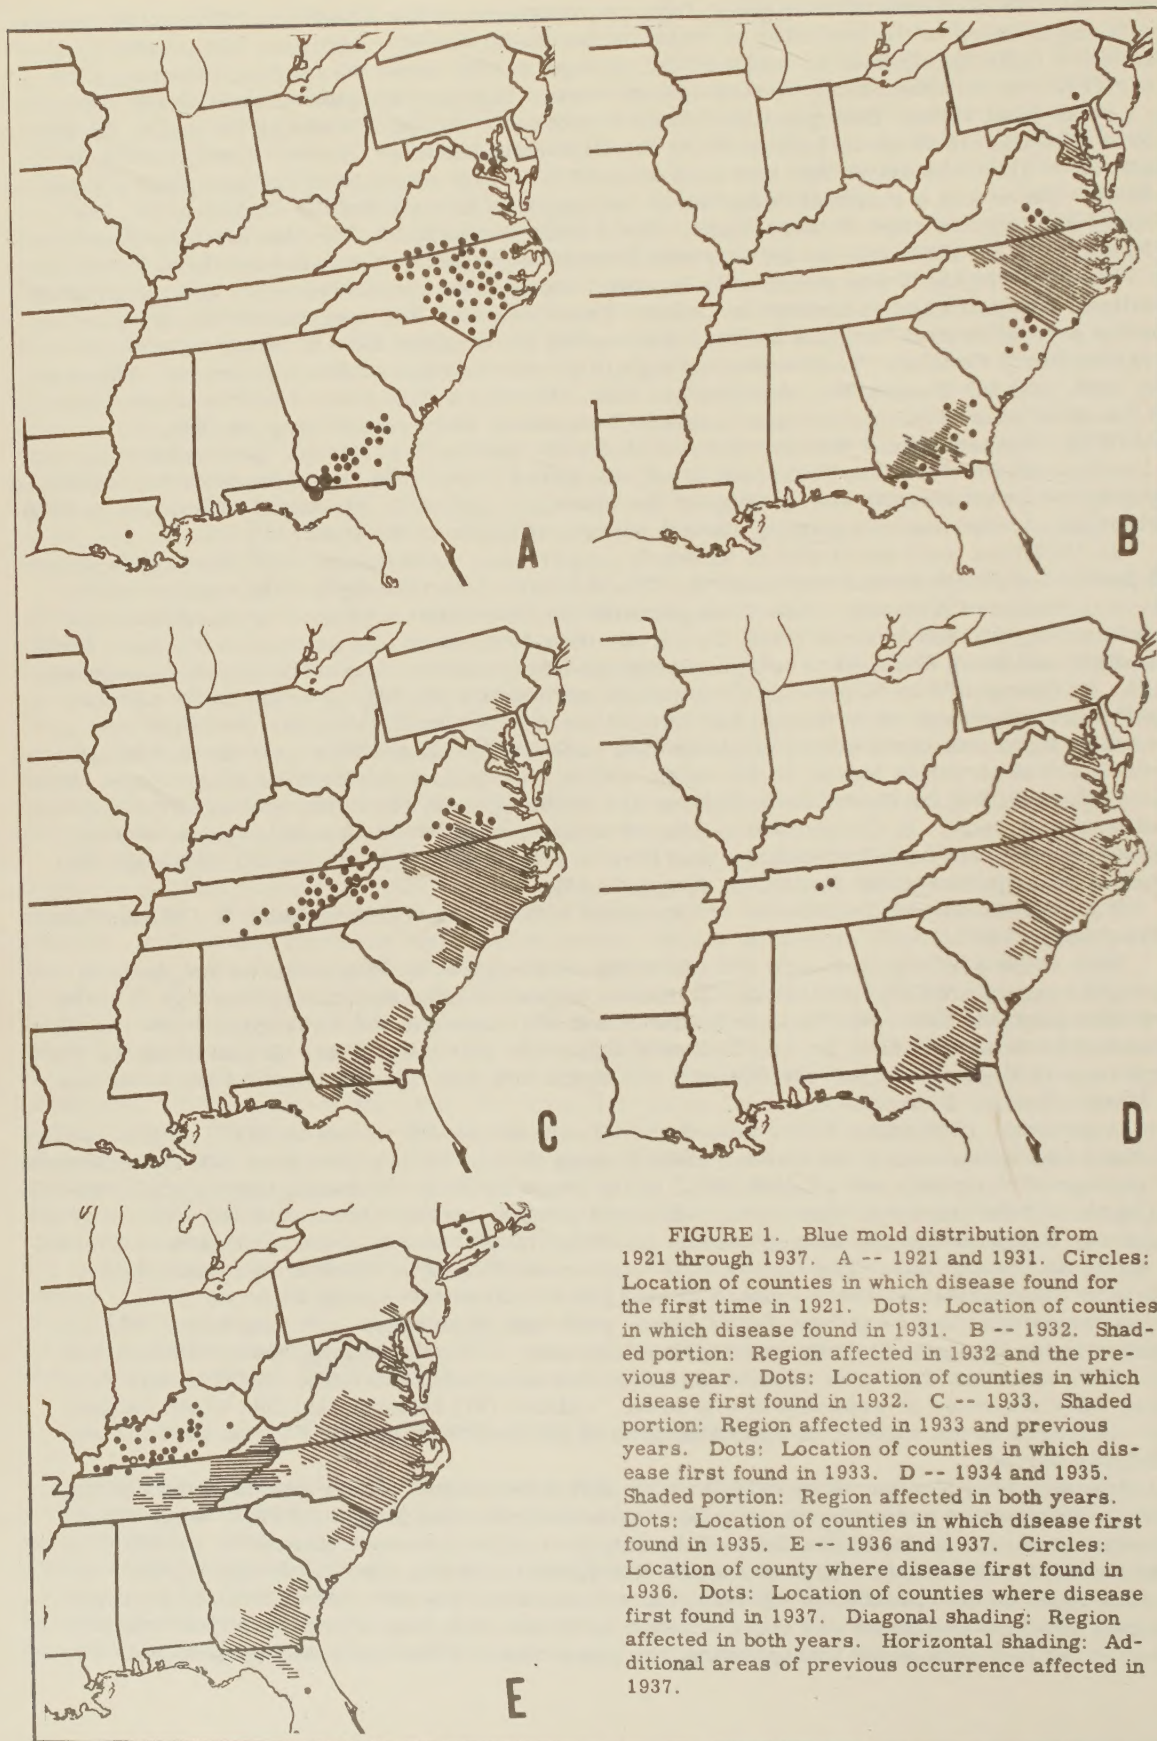 A
B
C
D
E
FIGURE 1. Blue mold distribution from
1921 through 1937. A -- 1921 and 1931. Circles:
Location of counties in which disease found for
the first time in 1921. Dots: Location of counties
in which disease found in 1931. B -- 1932. Shad-
ed portion: Region affected in 1932 and the pre-
vious year. Dots: Location of counties in which
disease first found in 1932. C -- 1933. Shaded
portion: Region affected in 1933 and previous
years. Dots: Location of counties in which dis-
ease first found in 1933. D -- 1934 and 1935.
Shaded portion: Region affected in both years.
Dots: Location of counties in which disease first
found in 1935. E -- 1936 and 1937. Circles:
Location of county where disease first found in
1936. Dots: Location of counties where disease
first found in 1937. Diagonal shading: Region
affected in both years. Horizontal shading: Ad-
ditional areas of previous occurrence affected in
1937.